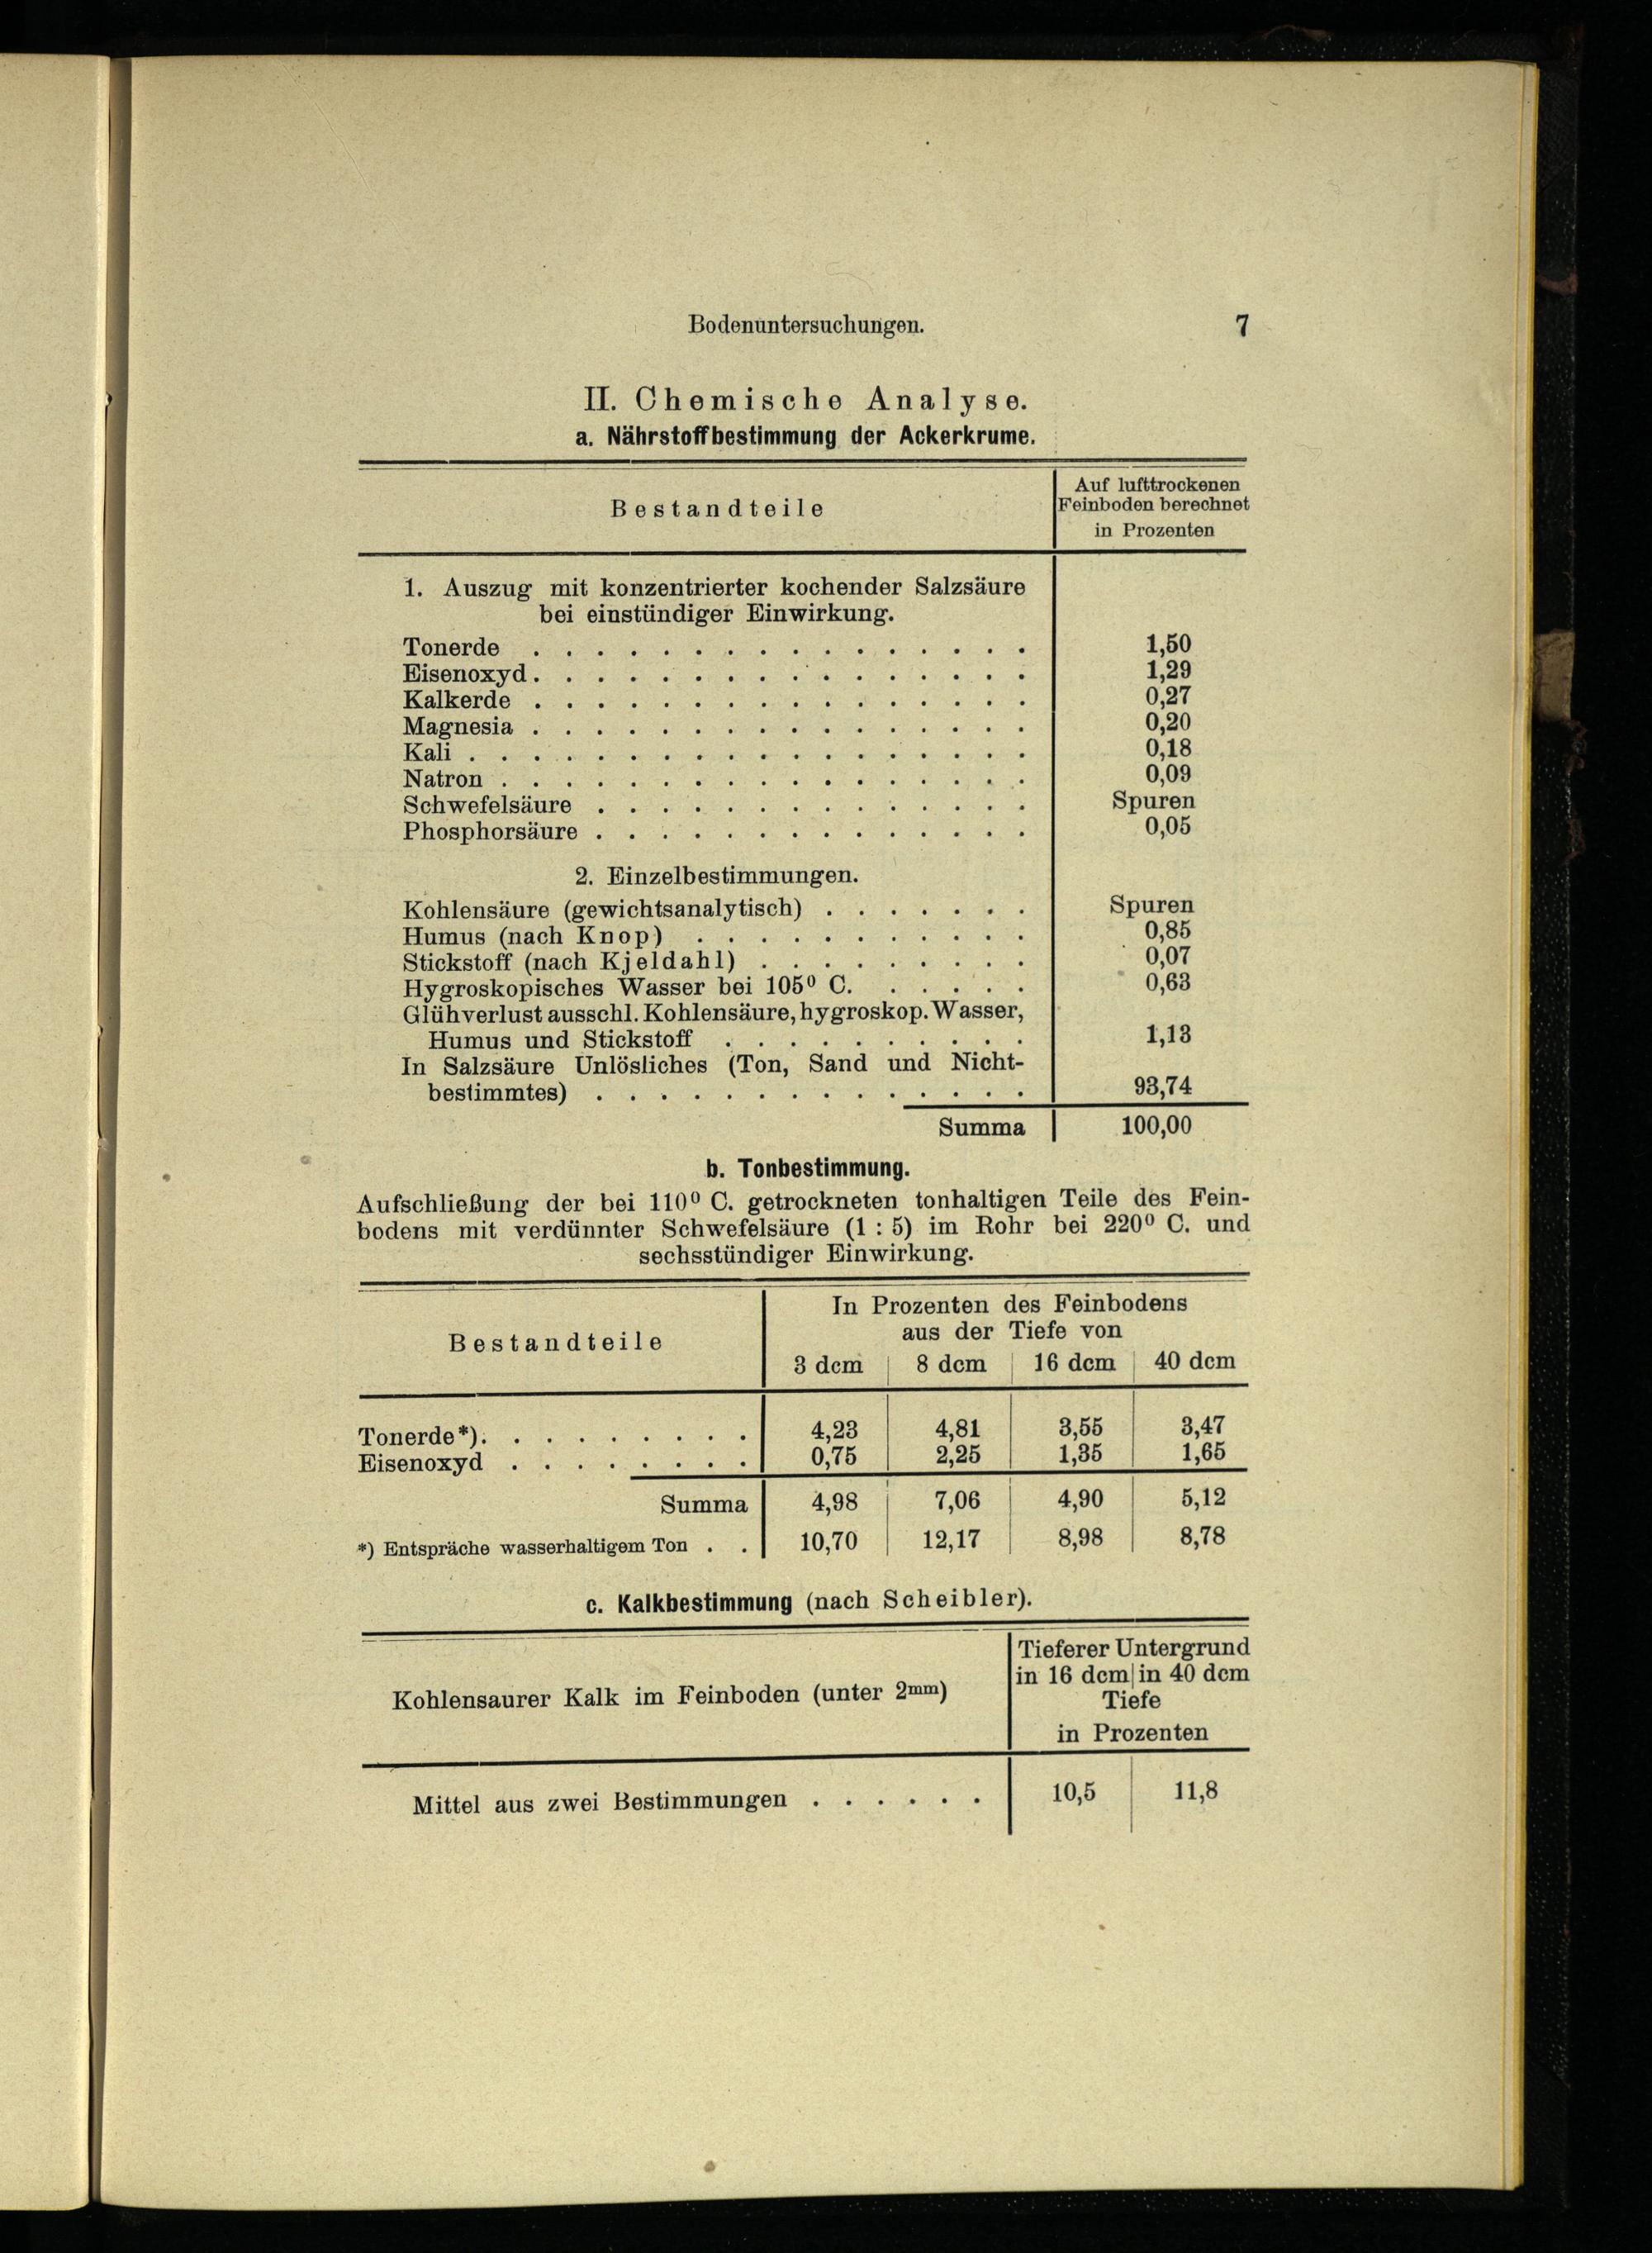 Bodenuntersuchungen. 7
II. Chemische Analyse.
a. Nährstoffbestimmung der Ackerkrume.
Bestandteile
Auf lufttrockenen
Feinboden berechnet
in Prozenten
1. Auszug mit konzentrierter kochender Salzsäure
bei einstündiger Einwirkung.
Tonerde . . . . . . . . . . . . . . . . 1,50
Eisenoxyd. . . . . . . . . . . . . . . . 1,29
Kalkerde . . . . . . . . . . . . . . . . 0,27
Magnesia . . . . . . . . . . . . . . . . 0,20
Kali . . . . . . . . . . . . . . . . . . 0,18
Natron . . . . . . . . . . . . . . . . . 0,09
Schwefelsäure . . . . . . . . . . . . . . Spuren
Phosphorsäure . . . . . . . . . . . . . . 0,05
2. Einzelbestimmungen.
Kohlensäure (gewichtsanalytisch) . . . . . . . Spuren
Humus (nach Knop) . . . . . . . . . . . 0,85
Stickstoff (nach Kjeldahl) . . . . . . . . . 0,07
Hygroskopisches Wasser bei 105⁰ C. . . . . . 0,63
Glühverlust ausschl. Kohlensäure, hygroskop. Wasser,
Humus und Stickstoff . . . . . . . . . . 1,13
In Salzsäure Unlösliches (Ton, Sand und Nicht-
bestimmtes) . . . . . . . . . . . . . . 93,74
Summa 100,00
b. Tonbestimmung.
Aufschließung der bei 110⁰ C. getrockneten tonhaltigen Teile des Fein-
bodens mit verdünnter Schwefelsäure (1 : 5) im Rohr bei 220⁰ C. und
sechsstündiger Einwirkung.
Bestandteile
In Prozenten des Feinbodens
aus der Tiefe von
3 dcm 8 dcm 16 dcm 40 dcm
Tonerde*). . . . . . . . . 4,23 4,81 3,55 3,47
Eisenoxyd . . . . . . . . 0,75 2,25 1,35 1,65
Summa 4,98 7,06 4,90 5,12
*) Entspräche wasserhaltigem Ton . . 10,70 12,17 8,98 8,78
c. Kalkbestimmung (nach Scheibler).
Kohlensaurer Kalk im Feinboden (unter 2mm)
Tieferer Untergrund
in 16 dcm in 40 dcm
Tiefe
in Prozenten
Mittel aus zwei Bestimmungen . . . . . . 10,5 11,8